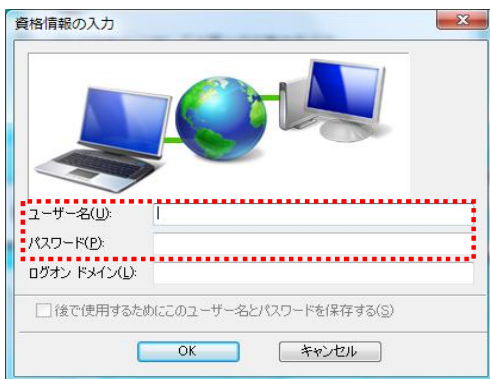 資格情報の入力
ユーザー名(U):
パスワード(P):
ログオン ドメイン(L):
後で使用するためにこのユーザー名とパスワードを保存する(S)
OK
キャンセル